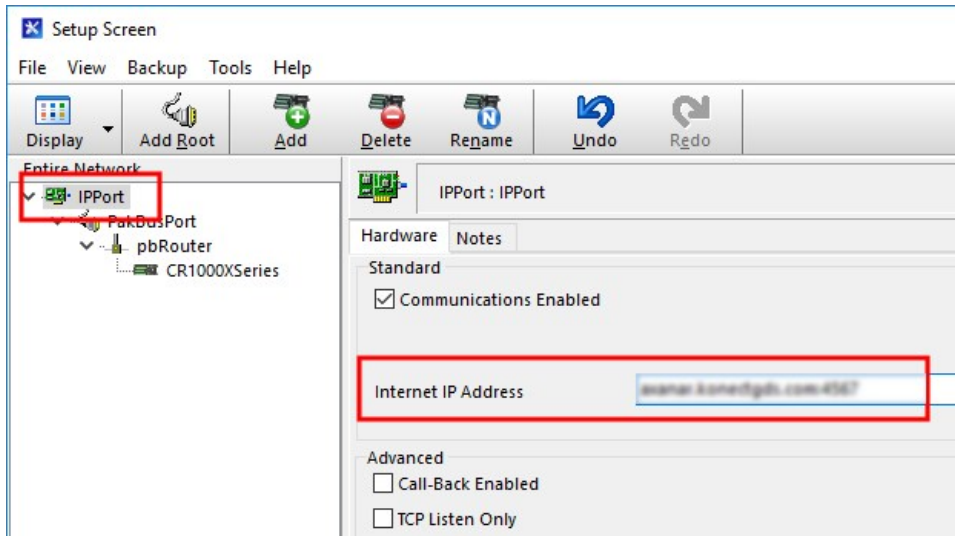 Setup Screen
File View Backup Tools Help
Display Add Root Add Delete Rename Undo Redo
Entire Network
IPPort
PakBusPort
pbRouter
CR1000XSeries
IPPort : IPPort
Hardware Notes
Standard
Communications Enabled
Internet IP Address
Advanced
Call-Back Enabled
TCP Listen Only